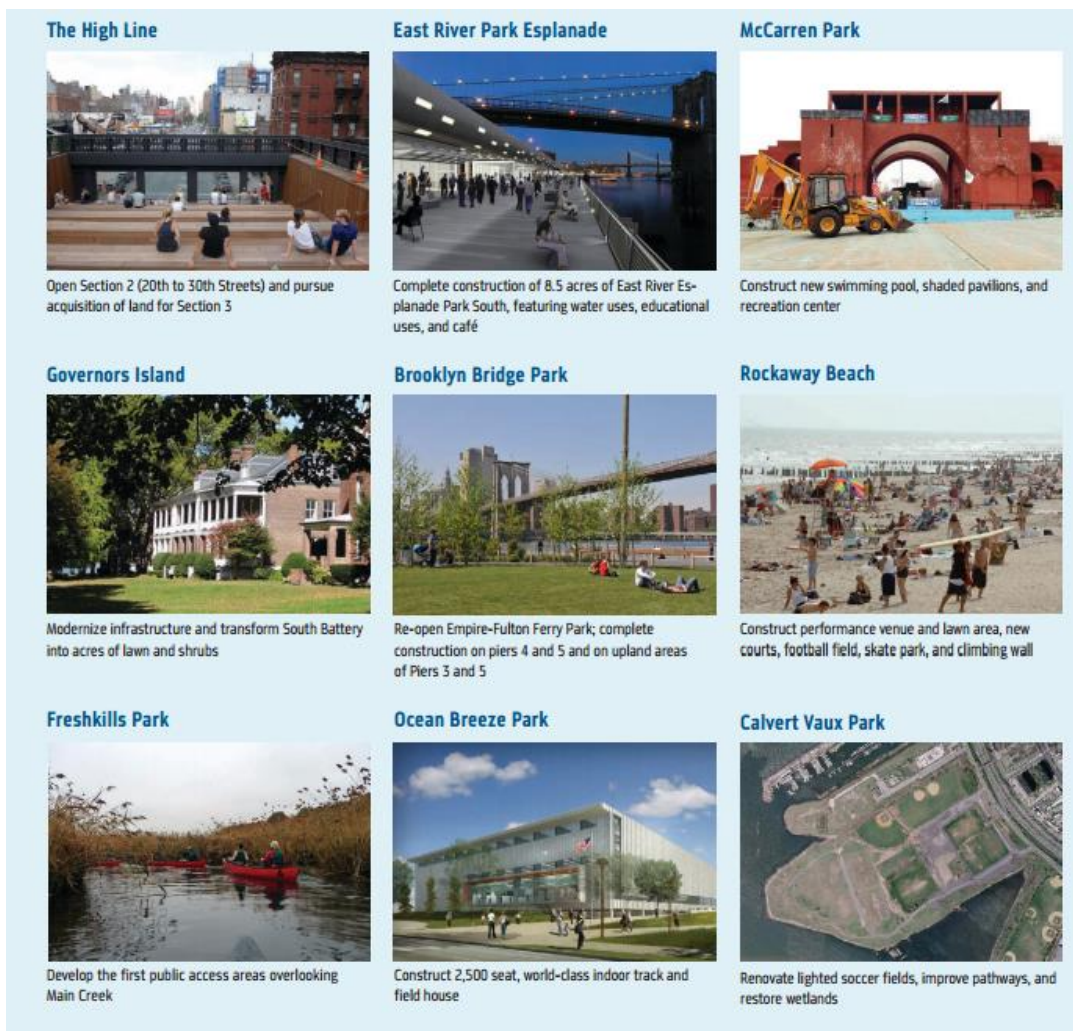 The High Line
Open Section 2 (20th to 30th Streets) and pursue
acquisition of land for Section 3
East River Park Esplanade
Complete construction of 8.5 acres of East River Es-
planade Park South, featuring water uses, educational
uses, and café
McCarren Park
Construct new swimming pool, shaded pavilions, and
recreation center
Governors Island
Modernize infrastructure and transform South Battery
into acres of lawn and shrubs
Brooklyn Bridge Park
Re-open Empire-Fulton Ferry Park; complete
construction on piers 4 and 5 and on upland areas
of Piers 3 and 5
Rockaway Beach
Construct performance venue and lawn area, new
courts, football field, skate park, and climbing wall
Freshkills Park
Develop the first public access areas overlooking
Main Creek
Ocean Breeze Park
Construct 2,500 seat, world-class indoor track and
field house
Calvert Vaux Park
Renovate lighted soccer fields, improve pathways, and
restore wetlands